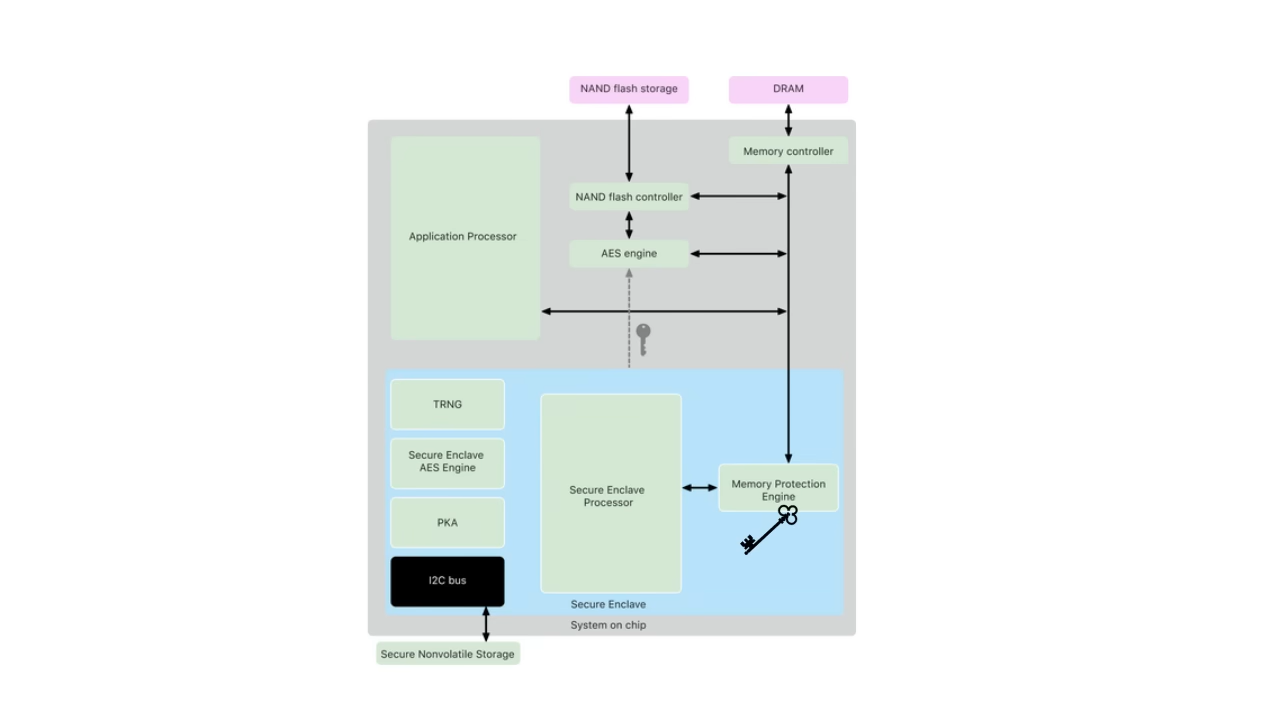 NAND flash storage
DRAM
Memory controller
NAND flash controller
Application Processor
AES engine
TRNG
Secure Enclave
AES Engine
PKA
I2C bus
Secure Enclave
Processor
Memory Protection
Engine
Secure Enclave
System on chip
Secure Nonvolatile Storage